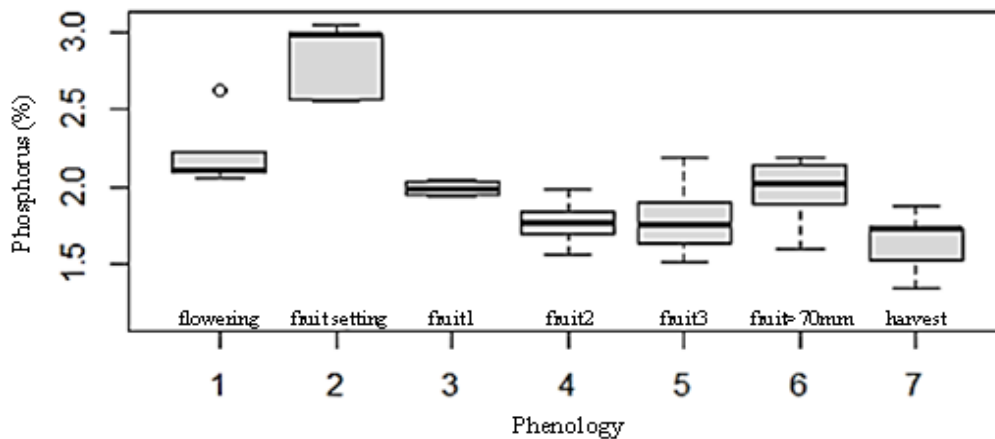 Phosphorus (%)
3.0
2.5
2.0
1.5
flowering fruit setting fruit1 fruit2 fruit3 fruit>70mm harvest
1 2 3 4 5 6 7
Phenology